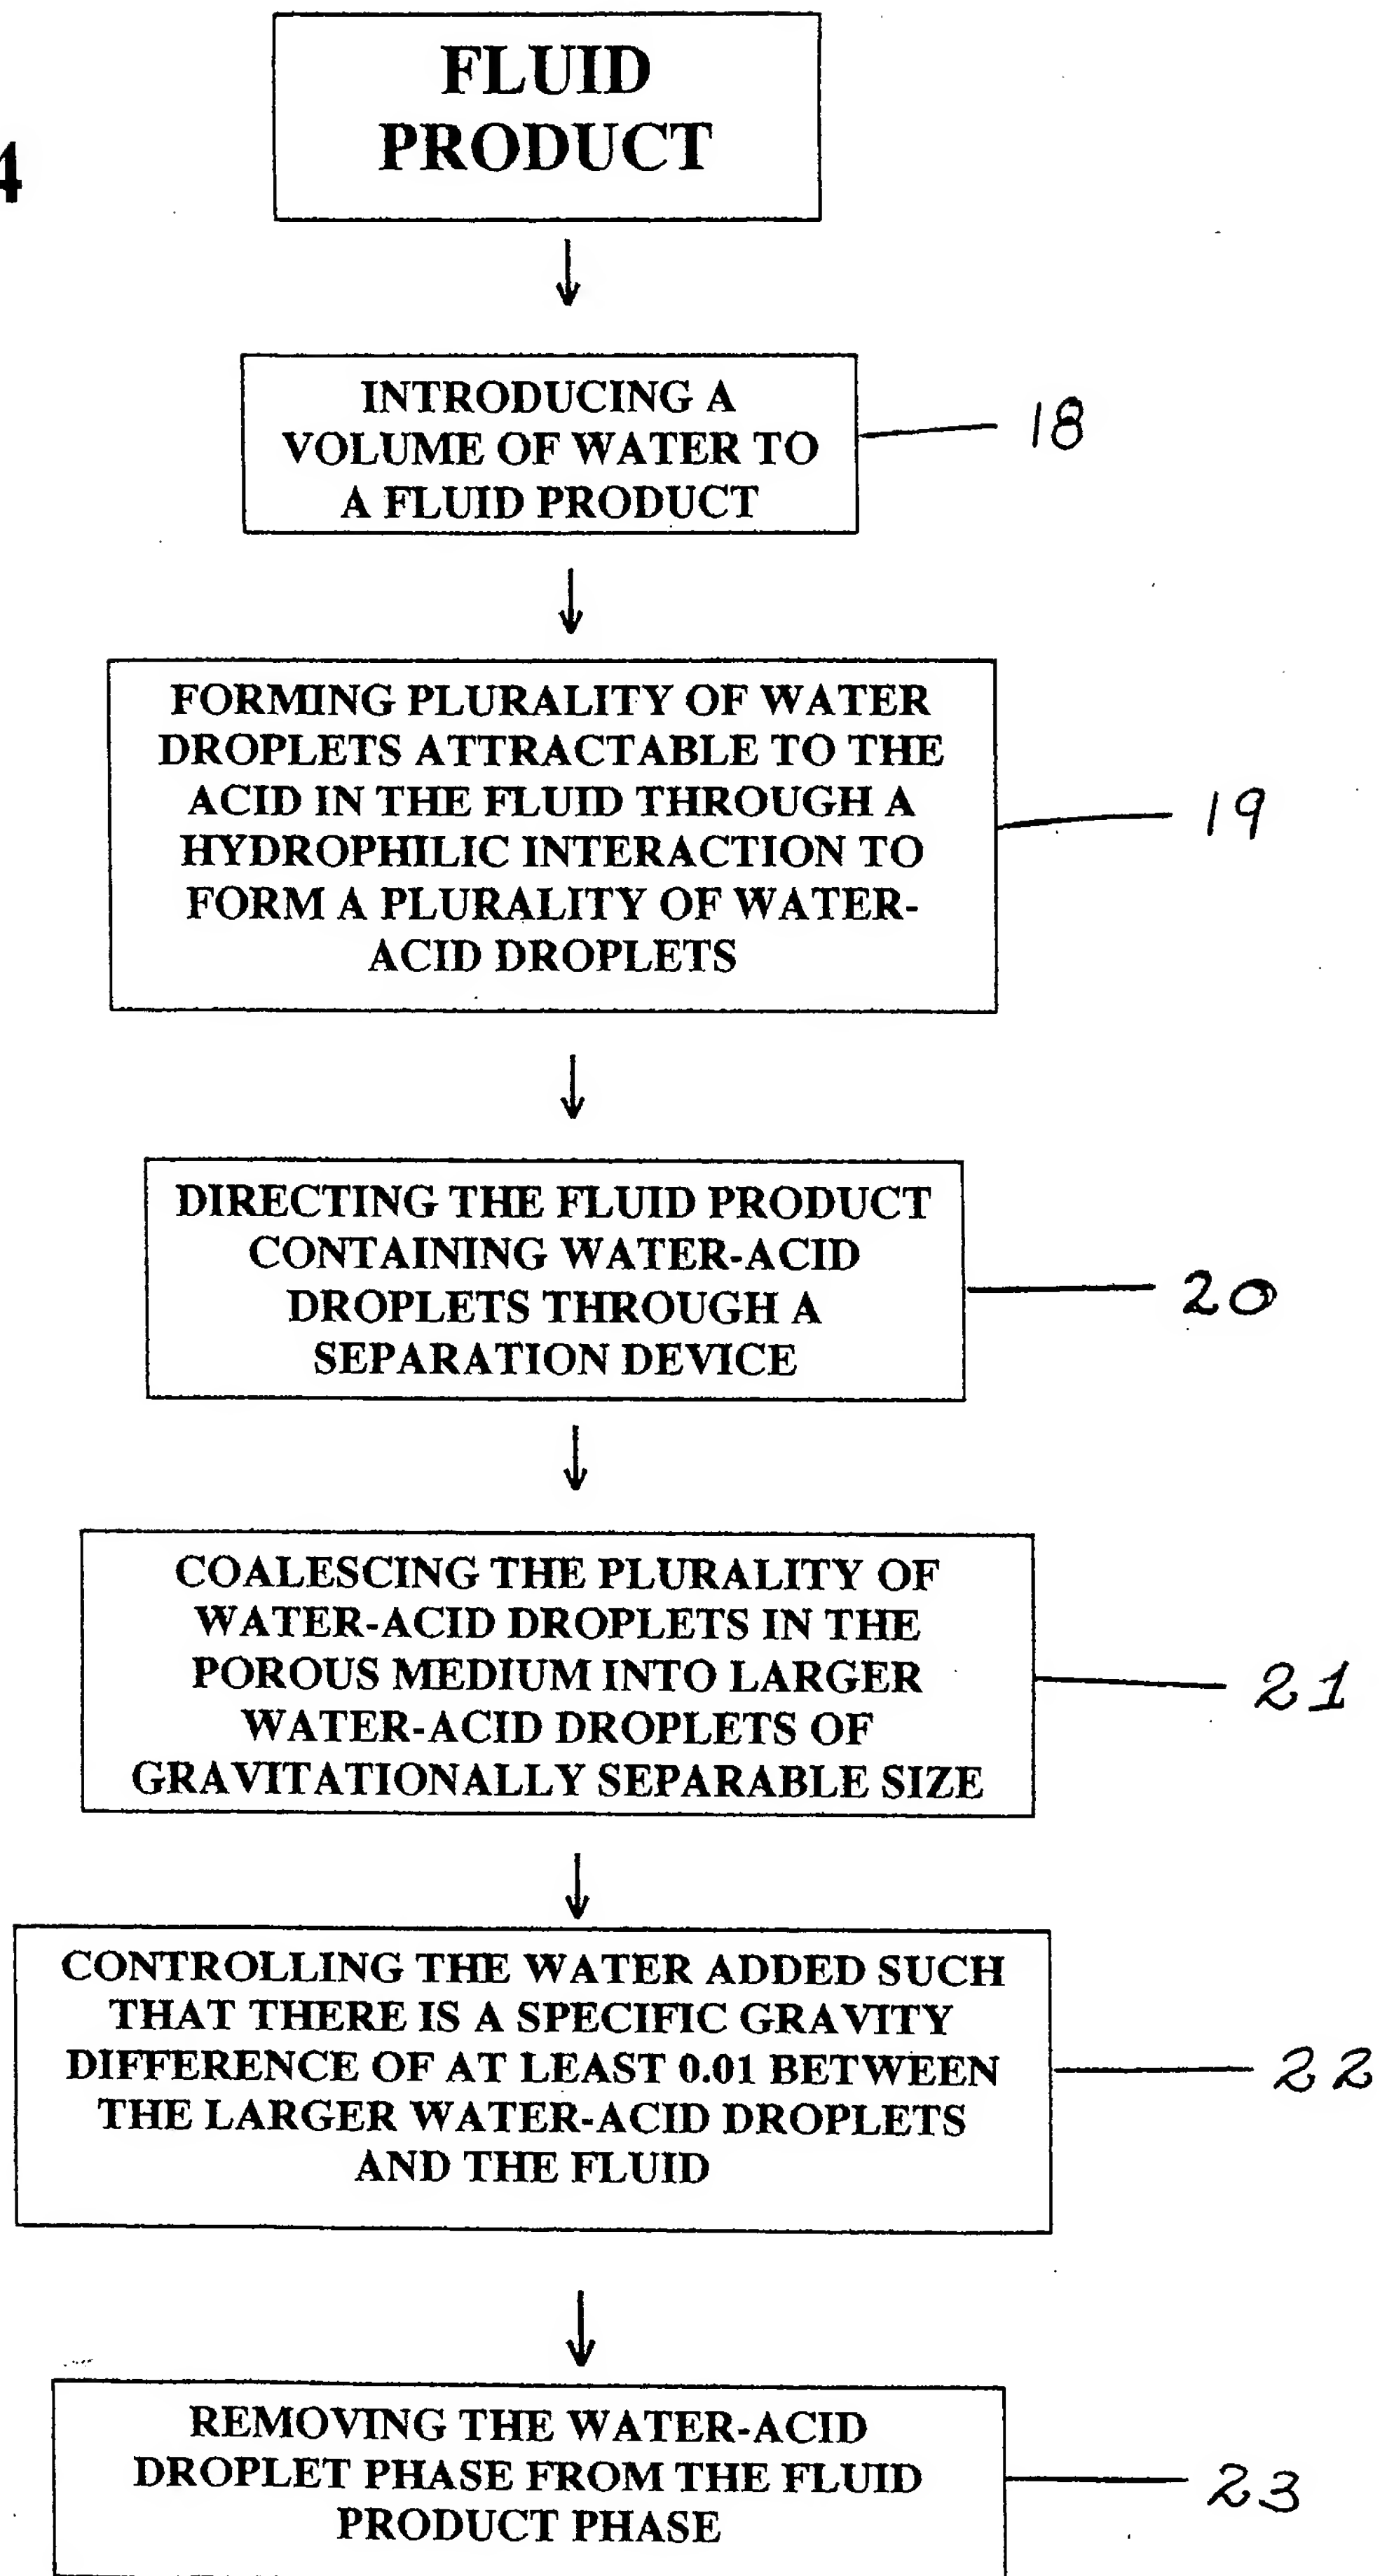 4
FLUID
PRODUCT
INTRODUCING A
VOLUME OF WATER TO
A FLUID PRODUCT
18
FORMING PLURALITY OF WATER
DROPLETS ATTRACTABLE TO THE
ACID IN THE FLUID THROUGH A
HYDROPHILIC INTERACTION TO
FORM A PLURALITY OF WATER-
ACID DROPLETS
19
DIRECTING THE FLUID PRODUCT
CONTAINING WATER-ACID
DROPLETS THROUGH A
SEPARATION DEVICE
20
COALESCING THE PLURALITY OF
WATER-ACID DROPLETS IN THE
POROUS MEDIUM INTO LARGER
WATER-ACID DROPLETS OF
GRAVITATIONALLY SEPARABLE SIZE
21
CONTROLLING THE WATER ADDED SUCH
THAT THERE IS A SPECIFIC GRAVITY
DIFFERENCE OF AT LEAST 0.01 BETWEEN
THE LARGER WATER-ACID DROPLETS
AND THE FLUID
22
REMOVING THE WATER-ACID
DROPLET PHASE FROM THE FLUID
PRODUCT PHASE
23